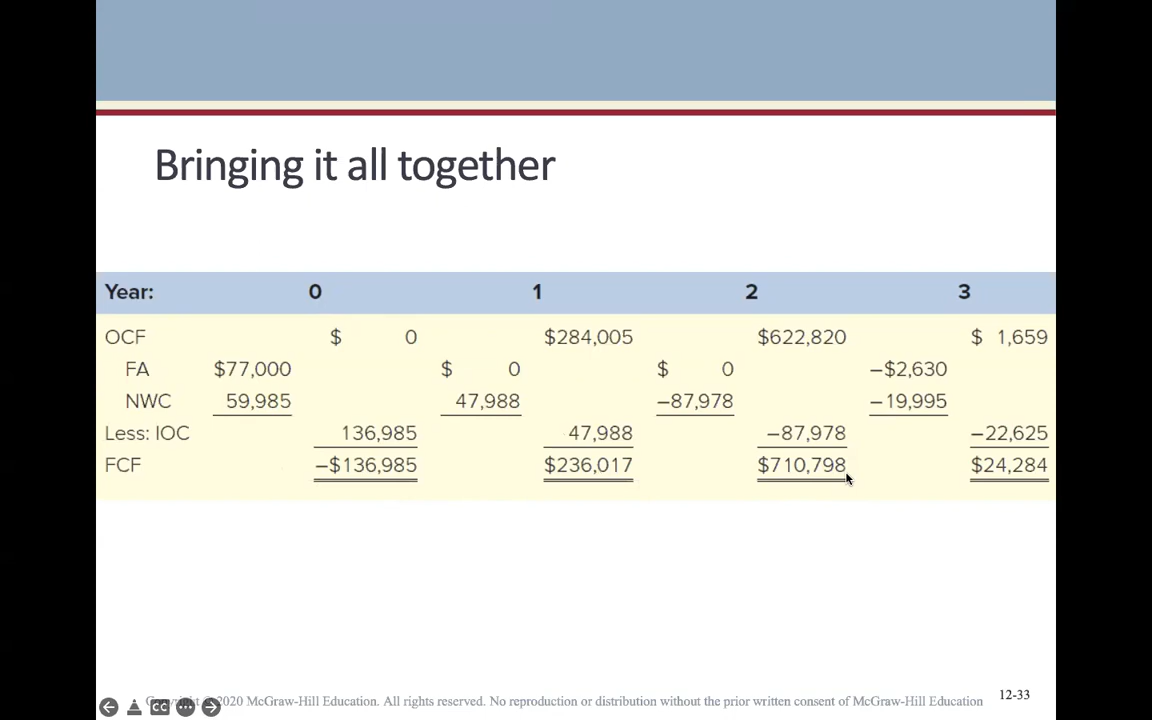 Bringing it all together
Year: 0 1 2 3
OCF $ 0 $284,005 $622,820 $ 1,659
FA $77,000 $ 0 $ 0 –$2,630
NWC 59,985 47,988 –87,978 –19,995
Less: IOC 136,985 47,988 –87,978 –22,625
FCF –$136,985 $236,017 $710,798 $24,284
12-33
Copyright © 2020 McGraw-Hill Education. All rights reserved. No reproduction or distribution without the prior written consent of McGraw-Hill Education
CC